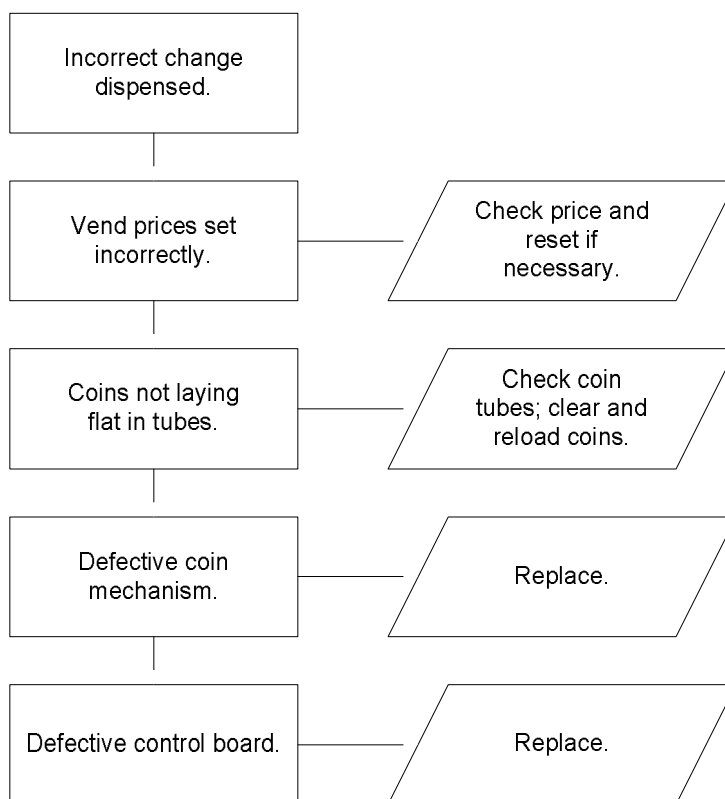 Incorrect change
dispensed.
Vend prices set
incorrectly.
Check price and
reset if
necessary.
Coins not laying
flat in tubes.
Check coin
tubes; clear and
reload coins.
Defective coin
mechanism.
Replace.
Defective control board.
Replace.